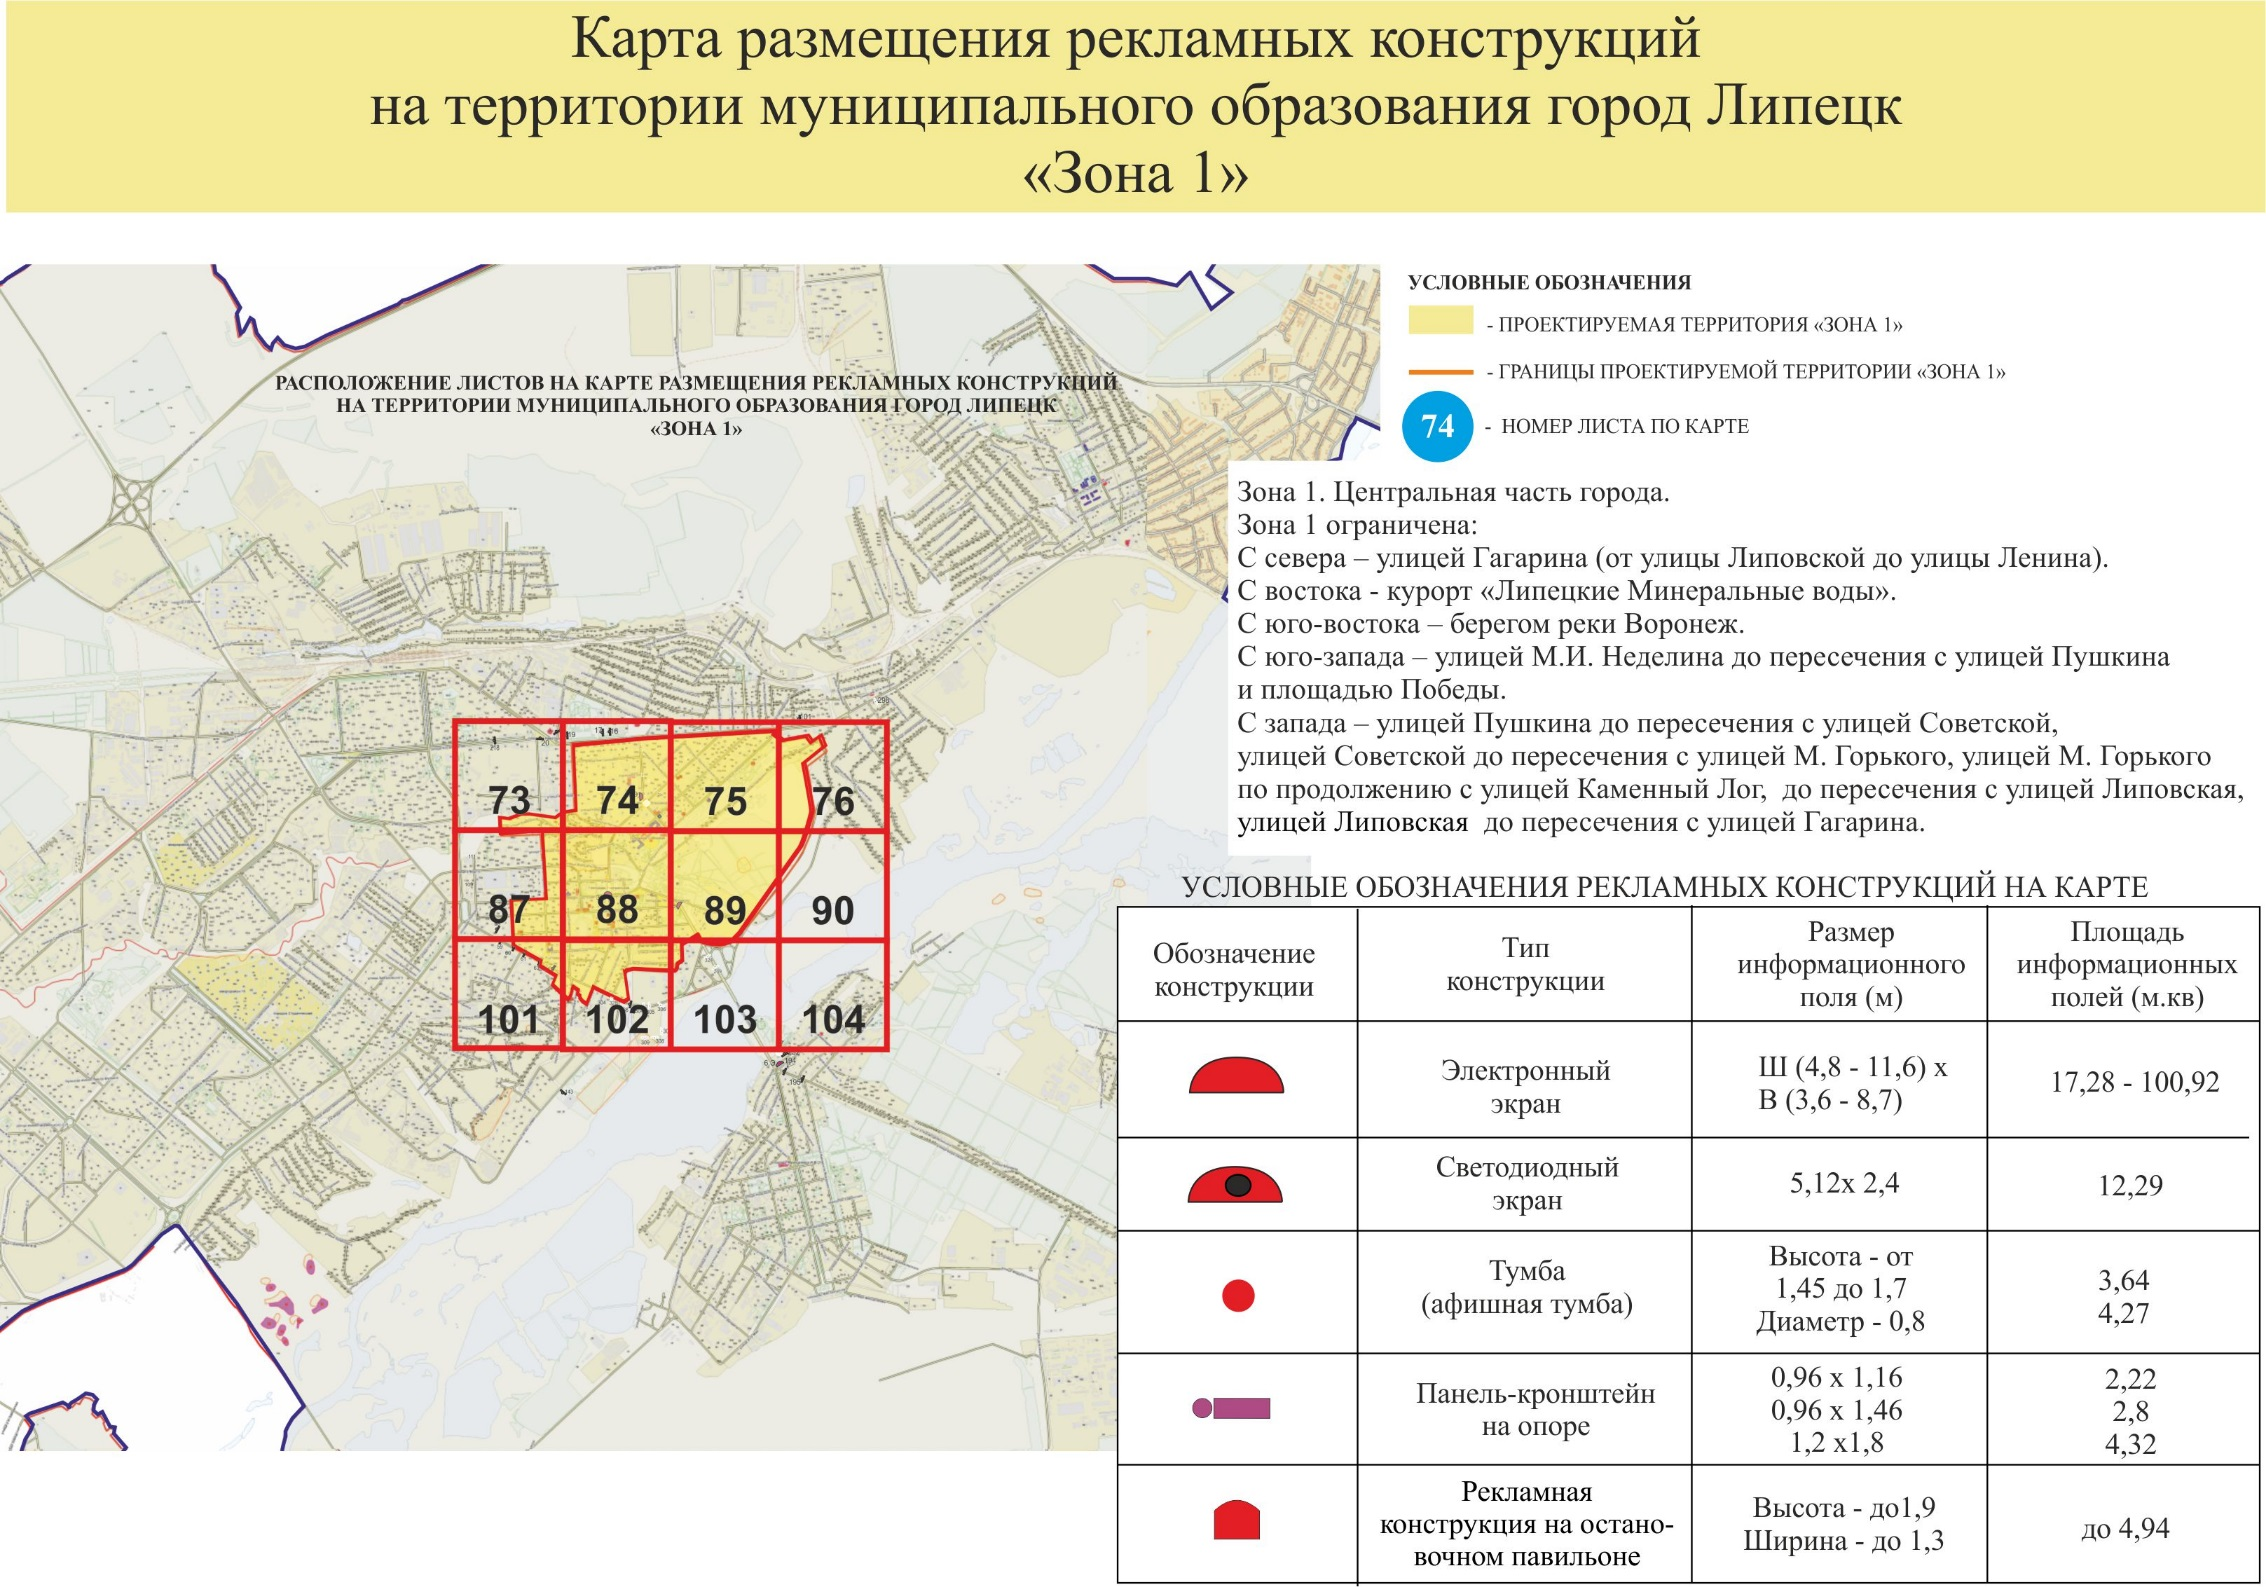 Карта размещения рекламных конструкций
на территории муниципального образования город Липецк
«Зона 1»
РАСПОЛОЖЕНИЕ ЛИСТОВ НА КАРТЕ РАЗМЕЩЕНИЯ РЕКЛАМНЫХ КОНСТРУКЦИЙ
НА ТЕРРИТОРИИ МУНИЦИПАЛЬНОГО ОБРАЗОВАНИЯ ГОРОД ЛИПЕЦК
«ЗОНА 1»
73 74 75 76
87 88 89 90
101 102 103 104
УСЛОВНЫЕ ОБОЗНАЧЕНИЯ
- ПРОЕКТИРУЕМАЯ ТЕРРИТОРИЯ «ЗОНА 1»
- ГРАНИЦЫ ПРОЕКТИРУЕМОЙ ТЕРРИТОРИИ «ЗОНА 1»
74 - НОМЕР ЛИСТА ПО КАРТЕ
Зона 1. Центральная часть города.
Зона 1 ограничена:
С севера – улицей Гагарина (от улицы Липовской до улицы Ленина).
С востока - курорт «Липецкие Минеральные воды».
С юго-востока – берегом реки Воронеж.
С юго-запада – улицей М.И. Неделина до пересечения с улицей Пушкина
и площадью Победы.
С запада – улицей Пушкина до пересечения с улицей Советской,
улицей Советской до пересечения с улицей М. Горького, улицей М. Горького
по продолжению с улицей Каменный Лог, до пересечения с улицей Липовская,
улицей Липовская до пересечения с улицей Гагарина.
УСЛОВНЫЕ ОБОЗНАЧЕНИЯ РЕКЛАМНЫХ КОНСТРУКЦИЙ НА КАРТЕ
Обозначение
конструкции
Тип
конструкции
Размер
информационного
поля (м)
Площадь
информационных
полей (м.кв)
Электронный
экран
Ш (4,8 - 11,6) х
В (3,6 - 8,7)
17,28 - 100,92
Светодиодный
экран
5,12х 2,4
12,29
Тумба
(афишная тумба)
Высота - от
1,45 до 1,7
Диаметр - 0,8
3,64
4,27
Панель-кронштейн
на опоре
0,96 х 1,16
0,96 х 1,46
1,2 х1,8
2,22
2,8
4,32
Рекламная
конструкция на остано-
вочном павильоне
Высота - до1,9
Ширина - до 1,3
до 4,94